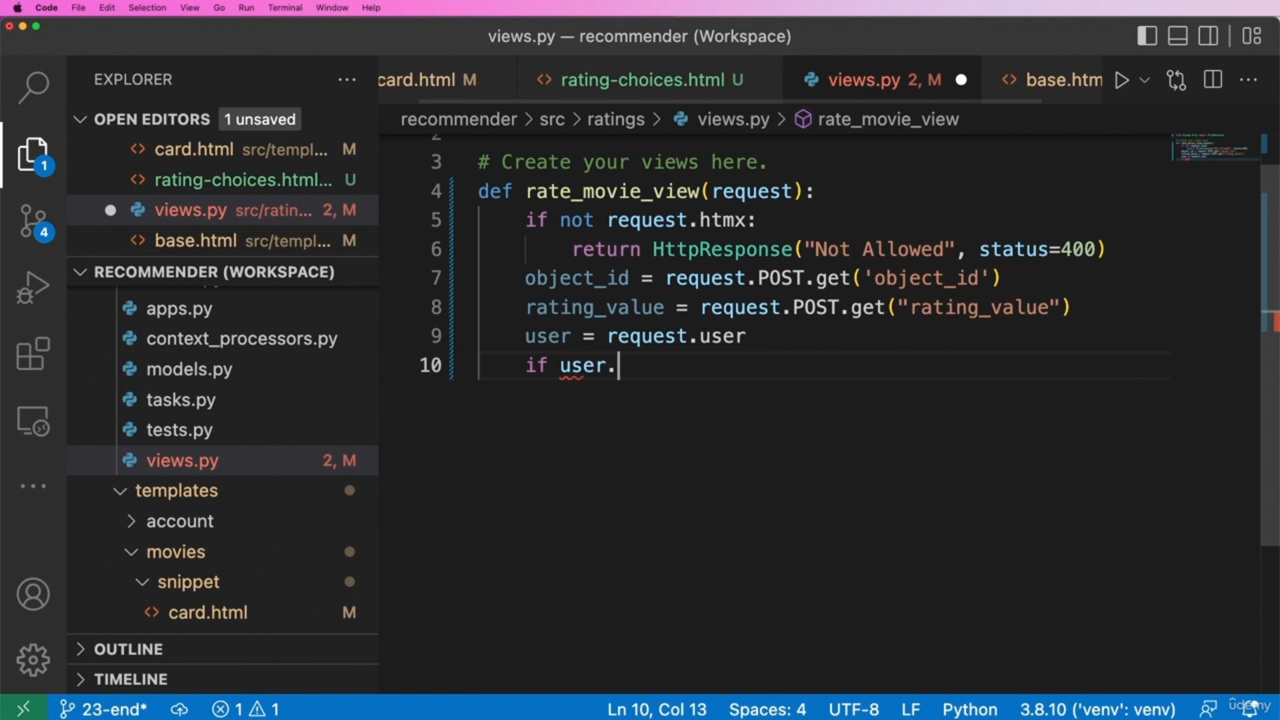 Code File Edit Selection View Go Run Terminal Window Help
views.py — recommender (Workspace)
EXPLORER
card.html M
rating-choices.html U
views.py 2, M
base.htm
OPEN EDITORS 1 unsaved
recommender > src > ratings > views.py > rate_movie_view
card.html src/templ... M
rating-choices.html... U
views.py src/ratin... 2, M
base.html src/templ...
RECOMMENDER (WORKSPACE)
apps.py
context_processors.py
models.py
tasks.py
tests.py
views.py 2, M
templates
account
movies
snippet
card.html M
OUTLINE
TIMELINE
2
3 # Create your views here.
4 def rate_movie_view(request):
5 if not request.htmx:
6 return HttpResponse("Not Allowed", status=400)
7 object_id = request.POST.get('object_id')
8 rating_value = request.POST.get("rating_value")
9 user = request.user
10 if user.
1
4
23-end* 1 1 Ln 10, Col 13 Spaces: 4 UTF-8 LF Python 3.8.10 ('venv': venv)
udemy